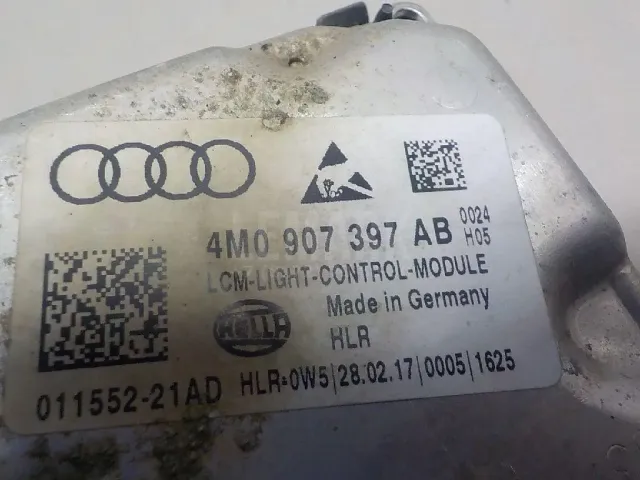 4M0 907 397 AB 0024
H05
LCM-LIGHT-CONTROL-MODULE
HELLA
Made in Germany
HLR
011552-21AD HLR=0W5|28.02.17|0005|1625